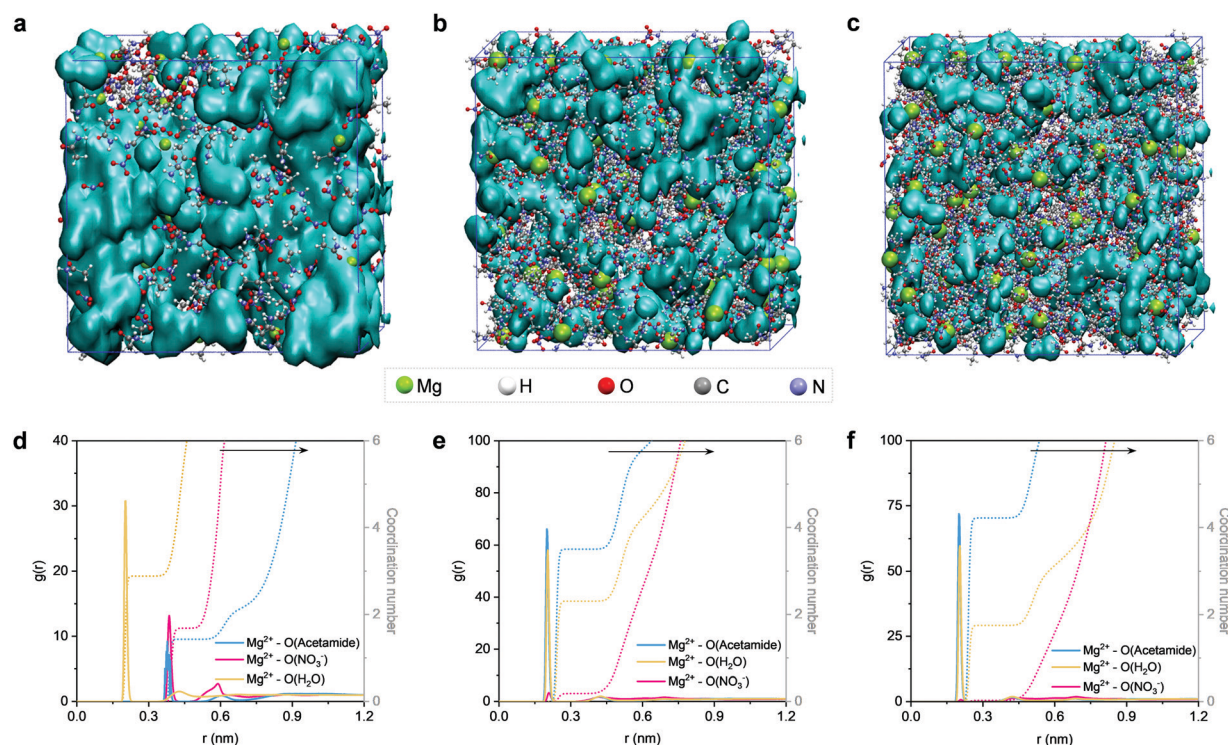 a
b
c
Mg H O C N
d
40
30
20
10
0
g(r)
0.0 0.3 0.6 0.9 1.2
r (nm)
6
4
2
0
Coordination number
Mg²⁺ - O(Acetamide)
Mg²⁺ - O(NO₃⁻)
Mg²⁺ - O(H₂O)
e
100
80
60
40
20
0
g(r)
0.0 0.3 0.6 0.9 1.2
r (nm)
6
4
2
0
Coordination number
Mg²⁺ - O(Acetamide)
Mg²⁺ - O(H₂O)
Mg²⁺ - O(NO₃⁻)
f
100
75
50
25
0
g(r)
0.0 0.3 0.6 0.9 1.2
r (nm)
6
4
2
0
Coordination number
Mg²⁺ - O(Acetamide)
Mg²⁺ - O(H₂O)
Mg²⁺ - O(NO₃⁻)